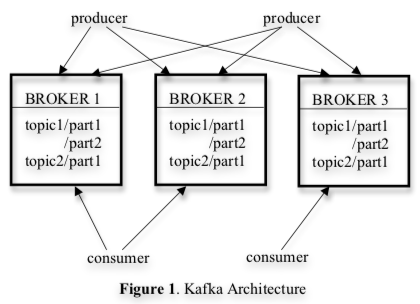 producer producer
BROKER 1 BROKER 2 BROKER 3
topic1/part1 topic1/part1 topic1/part1
/part2 /part2 /part2
topic2/part1 topic2/part1 topic2/part1
consumer consumer
Figure 1. Kafka Architecture